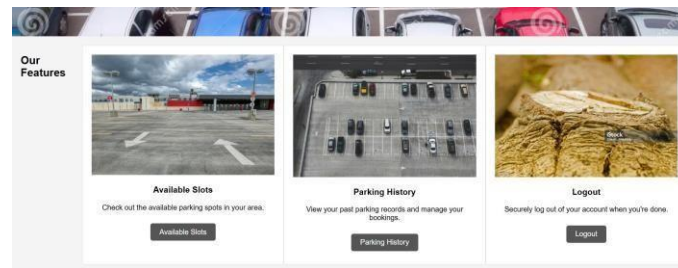 Our
Features
Available Slots
Check out the available parking spots in your area.
Available Slots
Parking History
View your past parking records and manage your
bookings.
Parking History
iStock
Logout
Securely log out of your account when you're done.
Logout